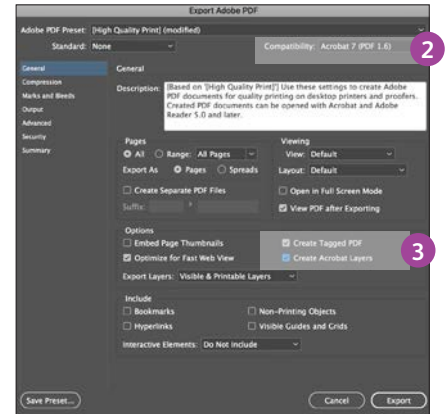 Export Adobe PDF
Adobe PDF Preset: [High Quality Print] (modified)
Standard: None
Compatibility: Acrobat 7 (PDF 1.6)
2
General
Compression
Marks and Bleeds
Output
Advanced
Security
Summary
General
Description: [Based on '[High Quality Print]'] Use these settings to create Adobe
PDF documents for quality printing on desktop printers and proofers.
Created PDF documents can be opened with Acrobat and Adobe
Reader 5.0 and later.
Pages
All Range: All Pages
Export As Pages Spreads
Create Separate PDF Files
Suffix:
Viewing
View: Default
Layout: Default
Open in Full Screen Mode
View PDF after Exporting
Options
Embed Page Thumbnails
Create Tagged PDF
Optimize for Fast Web View
Create Acrobat Layers
3
Export Layers: Visible & Printable Layers
Include
Bookmarks
Non-Printing Objects
Hyperlinks
Visible Guides and Grids
Interactive Elements: Do Not Include
Save Preset...
Cancel
Export